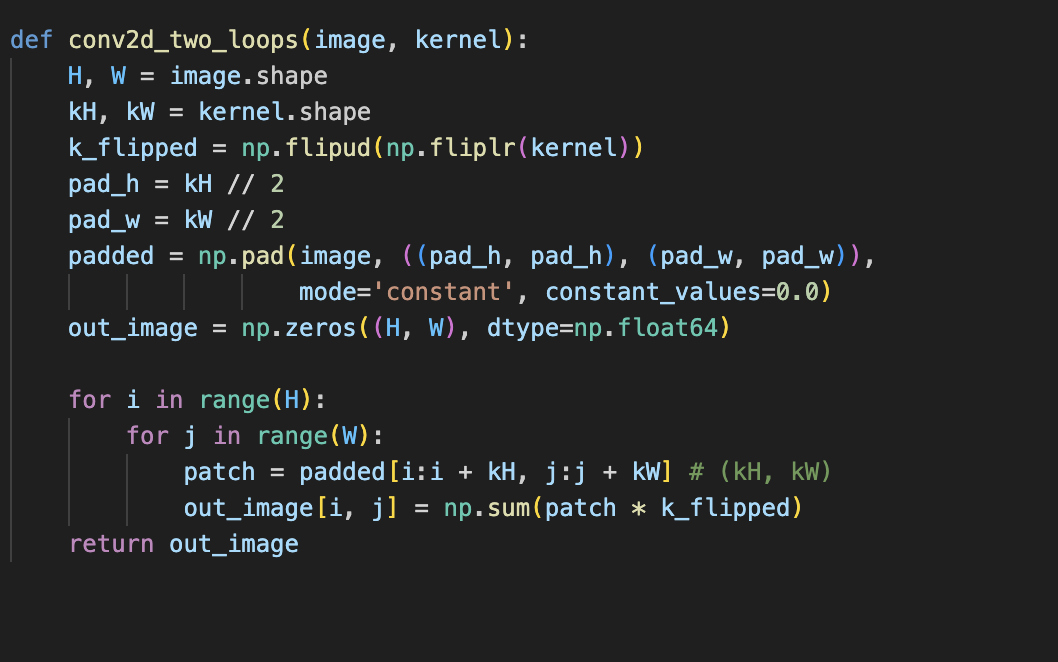 def conv2d_two_loops(image, kernel):
    H, W = image.shape
    kH, kW = kernel.shape
    k_flipped = np.flipud(np.fliplr(kernel))
    pad_h = kH // 2
    pad_w = kW // 2
    padded = np.pad(image, ((pad_h, pad_h), (pad_w, pad_w)),
                    mode='constant', constant_values=0.0)
    out_image = np.zeros((H, W), dtype=np.float64)

    for i in range(H):
        for j in range(W):
            patch = padded[i:i + kH, j:j + kW] # (kH, kW)
            out_image[i, j] = np.sum(patch * k_flipped)
    return out_image